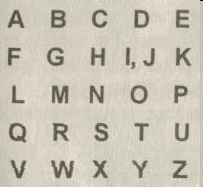 A B C D E
F G H I, J K
L M N O P
Q R S T U
V W X Y Z